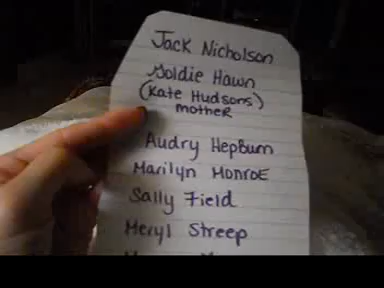 Jack Nicholson
Goldie Hawn
(Kate Hudsons')
mother
Audry Hepburn
Marilyn MONROE
Sally Field
Meryl Streep